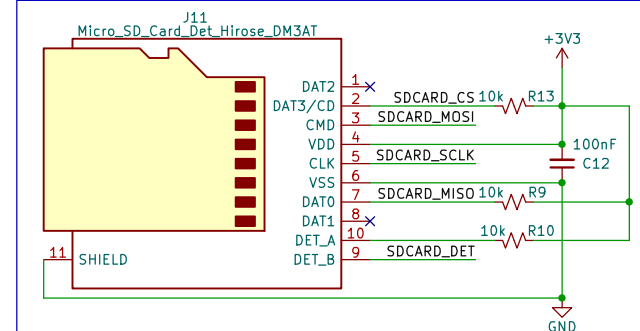 J11
Micro_SD_Card_Det_Hirose_DM3AT
+3V3
DAT2 1
DAT3/CD 2 SDCARD_CS 10k R13
CMD 3 SDCARD_MOSI
VDD 4 100nF
CLK 5 SDCARD_SCLK C12
VSS 6
DAT0 7 SDCARD_MISO 10k R9
DAT1 8
DET_A 10 10k R10
11 SHIELD DET_B 9 SDCARD_DET
GND